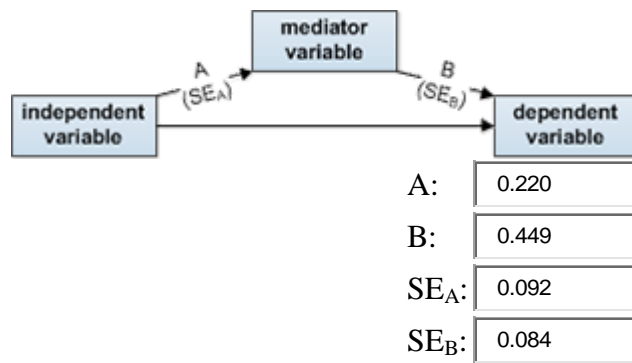 mediator
variable
A
(SEA)
B
(SEB)
independent
variable
dependent
variable
A: 0.220
B: 0.449
SEA: 0.092
SEB: 0.084